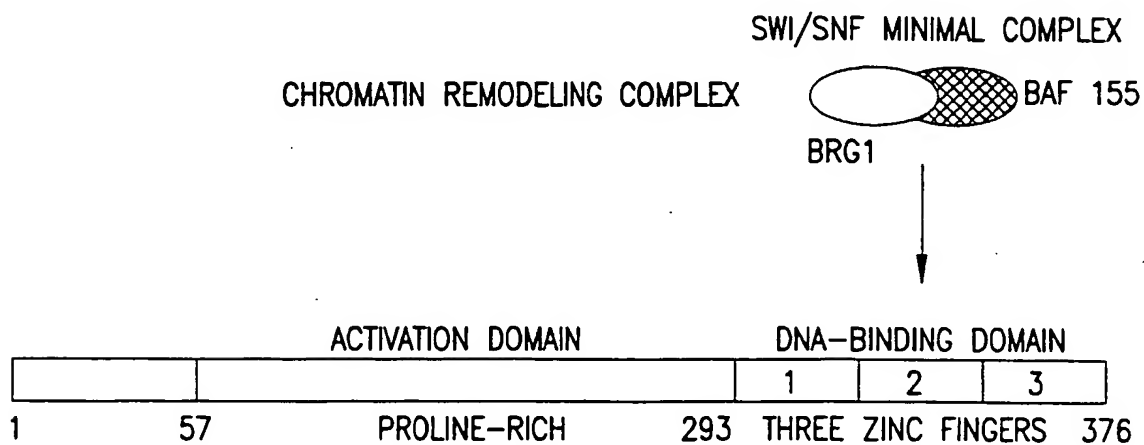 SWI/SNF MINIMAL COMPLEX
CHROMATIN REMODELING COMPLEX
BAF 155
BRG1
ACTIVATION DOMAIN DNA-BINDING DOMAIN
1 2 3
1 57 PROLINE-RICH 293 THREE ZINC FINGERS 376